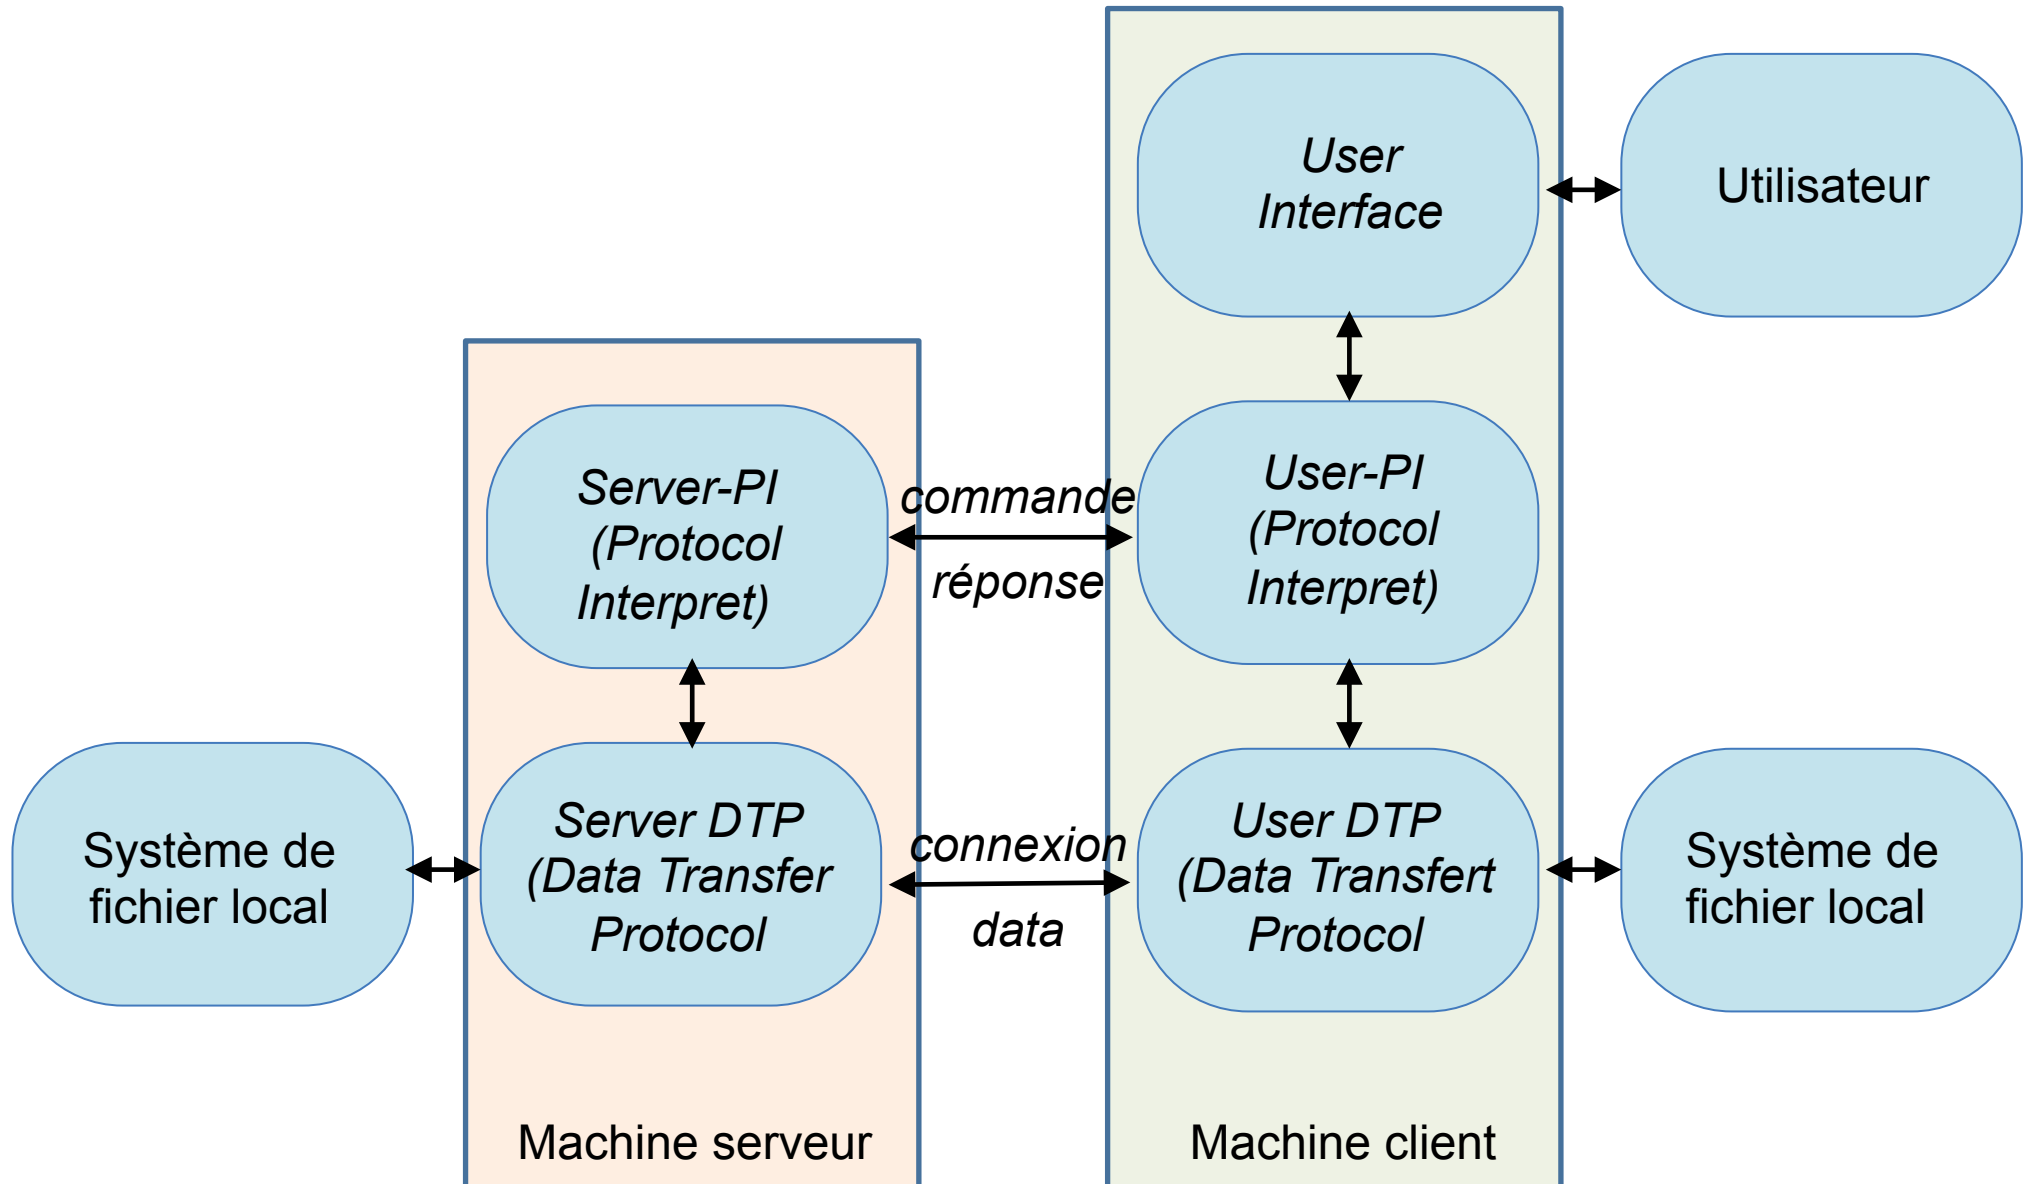 User
Interface
Utilisateur
Server-PI
(Protocol
Interpret)
commande
réponse
User-PI
(Protocol
Interpret)
Système de
fichier local
Server DTP
(Data Transfer
Protocol
connexion
data
User DTP
(Data Transfert
Protocol
Système de
fichier local
Machine serveur
Machine client